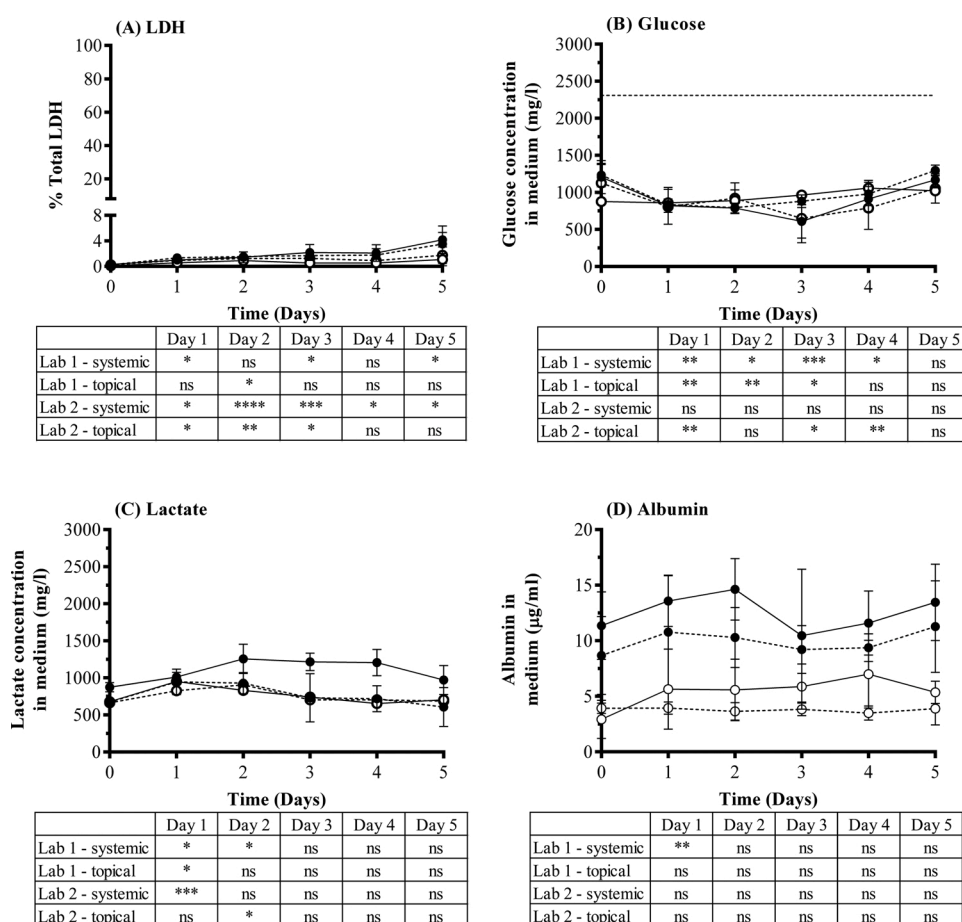 (A) LDH
% Total LDH
100
80
60
40
20
8
4
0
0 1 2 3 4 5
Time (Days)
Day 1 Day 2 Day 3 Day 4 Day 5
Lab 1 - systemic * ns * ns *
Lab 1 - topical ns * ns ns ns
Lab 2 - systemic * **** *** * *
Lab 2 - topical * ** * ns ns
(B) Glucose
Glucose concentration
in medium (mg/l)
3000
2500
2000
1500
1000
500
0
0 1 2 3 4 5
Time (Days)
Day 1 Day 2 Day 3 Day 4 Day 5
Lab 1 - systemic ** * *** * ns
Lab 1 - topical ** ** * ns ns
Lab 2 - systemic ns ns ns ns ns
Lab 2 - topical ** ns * ** ns
(C) Lactate
Lactate concentration
in medium (mg/l)
3000
2500
2000
1500
1000
500
0
0 1 2 3 4 5
Time (Days)
Day 1 Day 2 Day 3 Day 4 Day 5
Lab 1 - systemic * * ns ns ns
Lab 1 - topical * ns ns ns ns
Lab 2 - systemic *** ns ns ns ns
Lab 2 - topical ns * ns ns ns
(D) Albumin
Albumin in
medium (µg/ml)
20
15
10
5
0
0 1 2 3 4 5
Time (Days)
Day 1 Day 2 Day 3 Day 4 Day 5
Lab 1 - systemic ** ns ns ns ns
Lab 1 - topical ns ns ns ns ns
Lab 2 - systemic ns ns ns ns ns
Lab 2 - topical ns ns ns ns ns